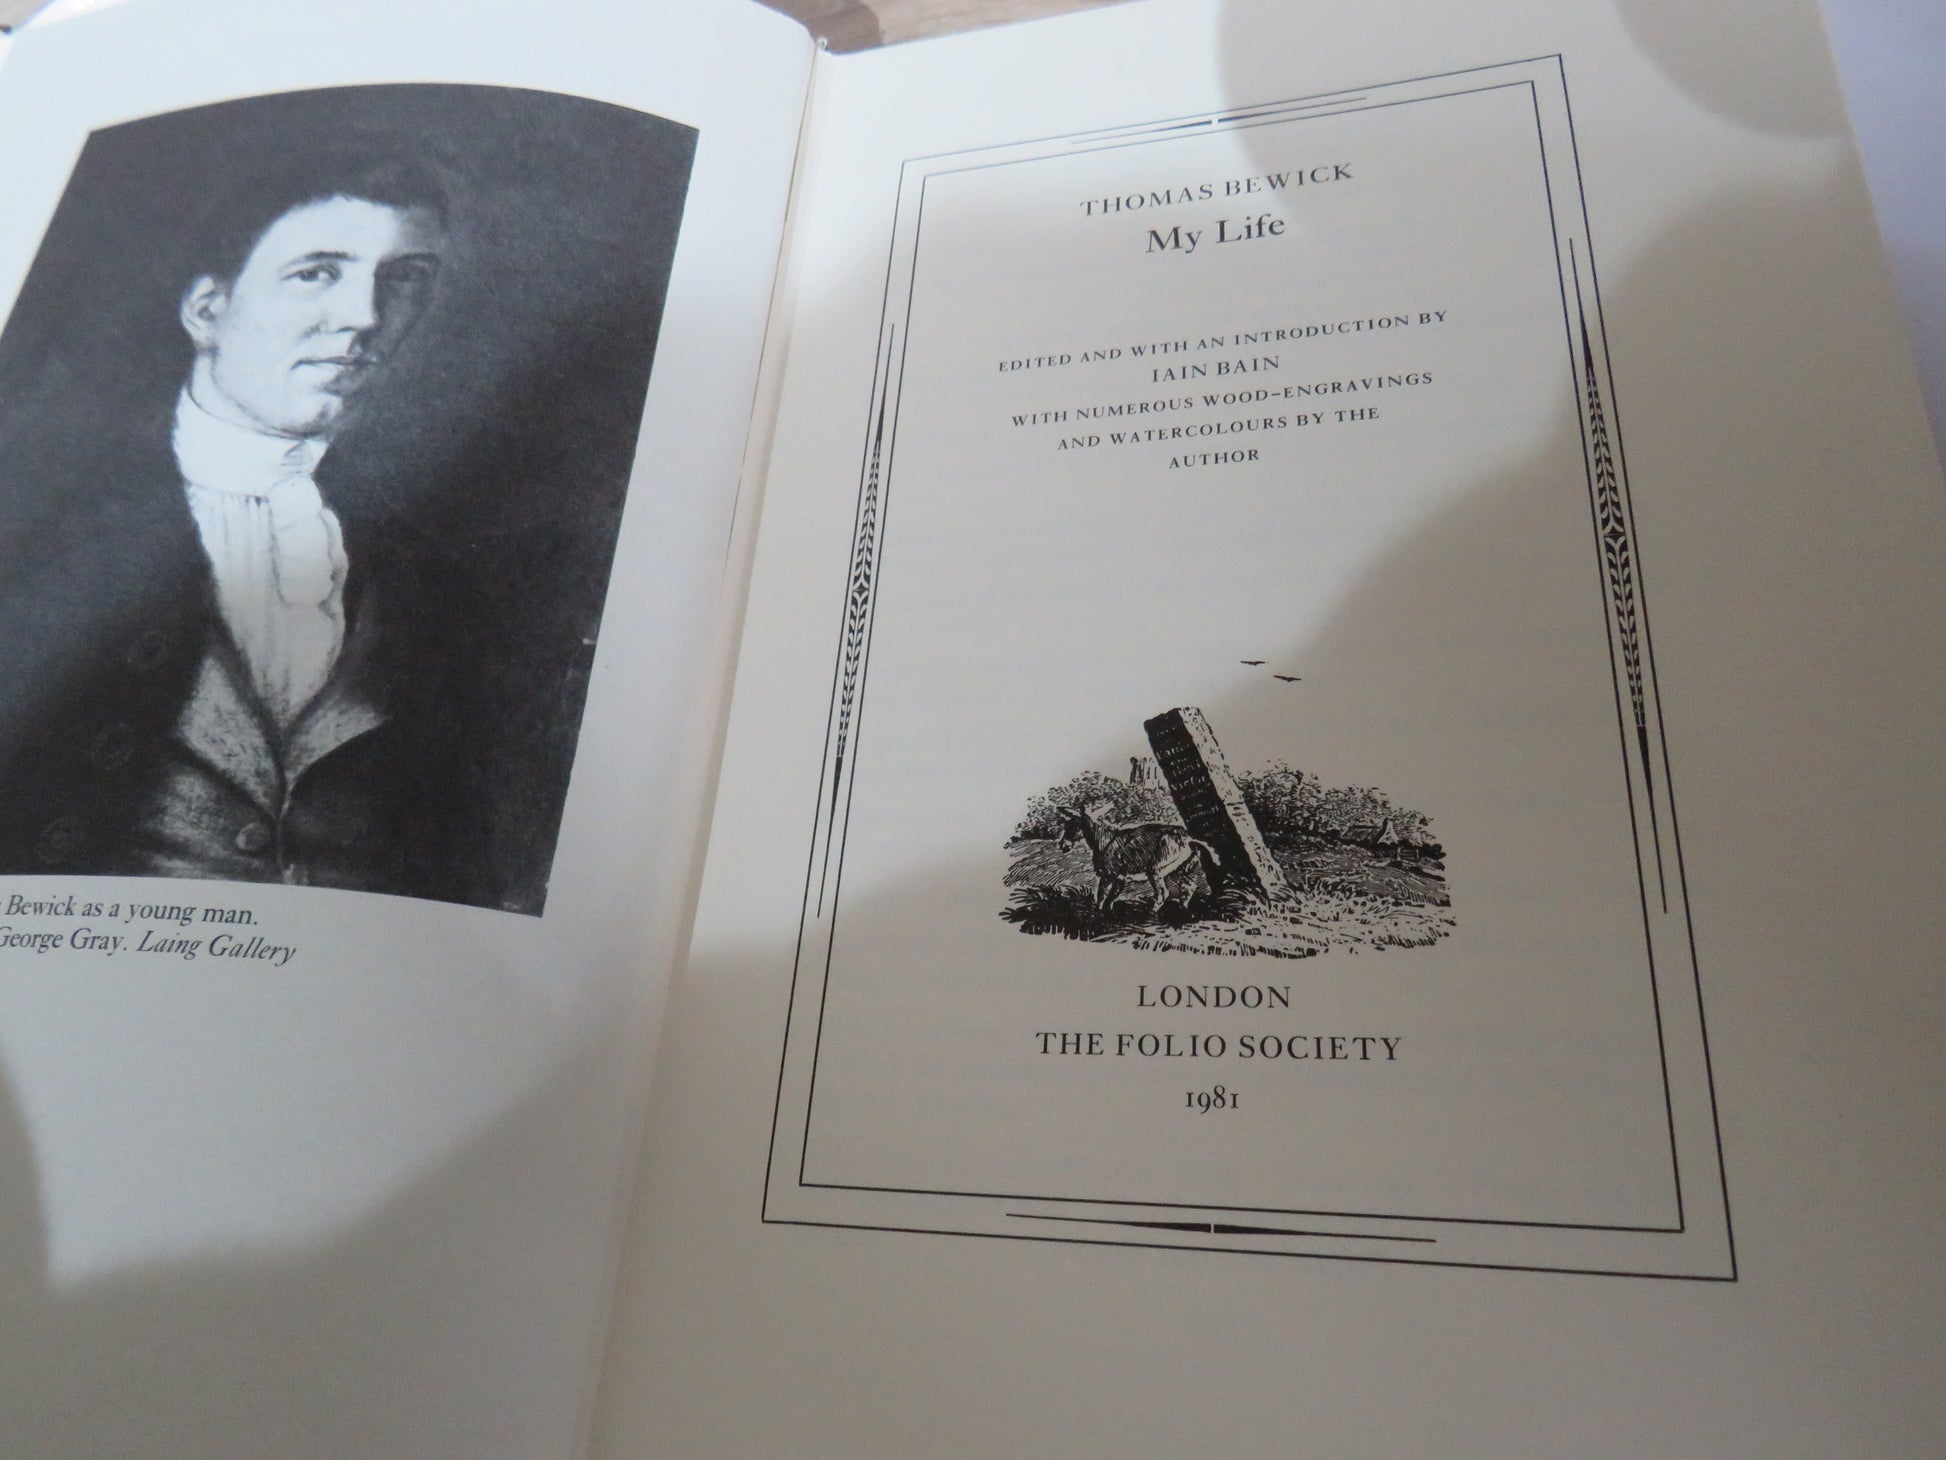 Bewick as a young man.
George Gray. Laing Gallery
THOMAS BEWICK
My Life
EDITED AND WITH AN INTRODUCTION BY
IAIN BAIN
WITH NUMEROUS WOOD-ENGRAVINGS
AND WATERCOLOURS BY THE
AUTHOR
LONDON
THE FOLIO SOCIETY
1981